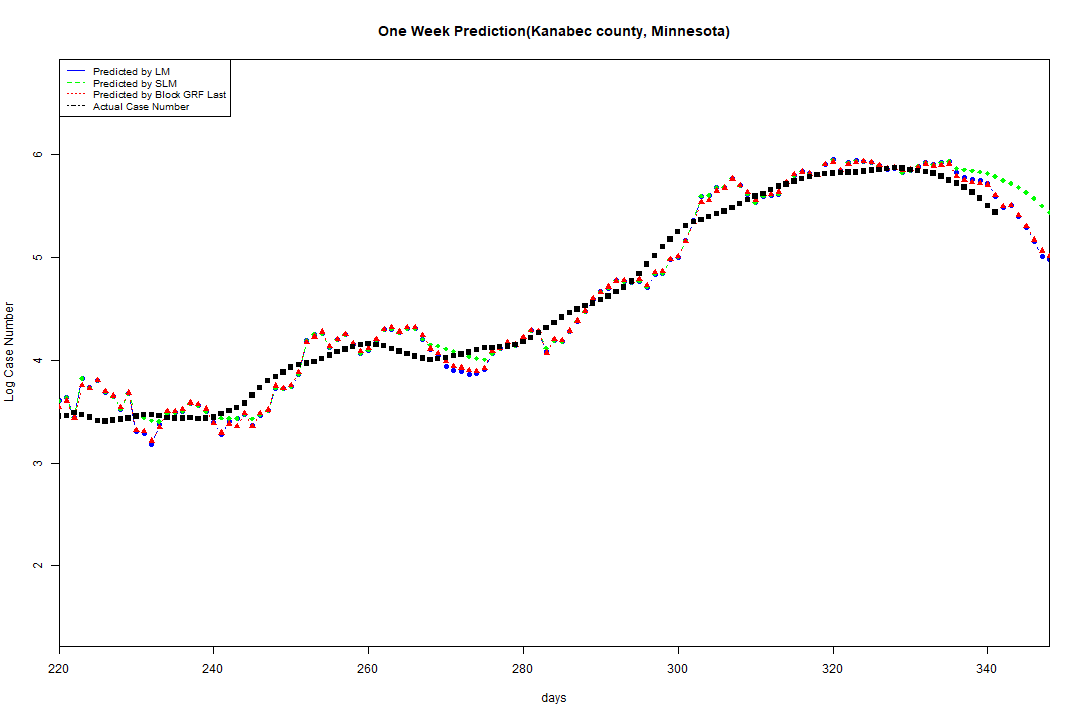 One Week Prediction(Kanabec county, Minnesota)
Predicted by LM
Predicted by SLM
Predicted by Block GRF Last
Actual Case Number
6
5
4
3
2
Log Case Number
220 240 260 280 300 320 340
days